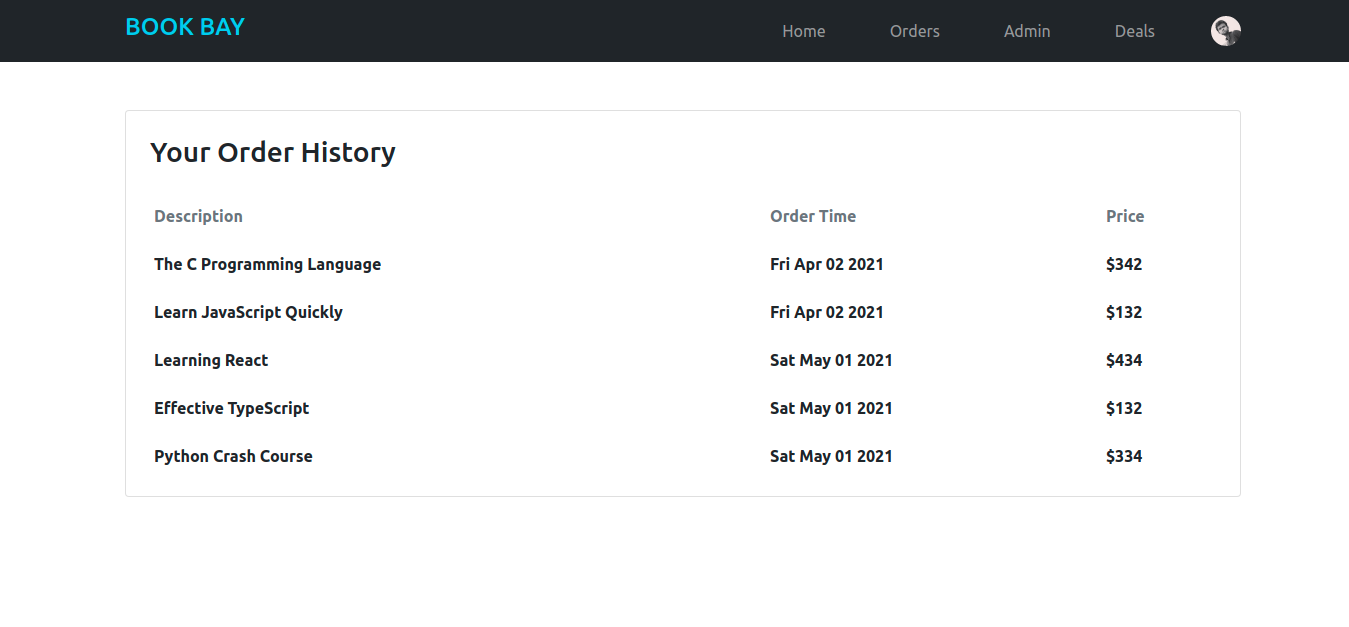 BOOK BAY Home Orders Admin Deals
Your Order History
Description Order Time Price
The C Programming Language Fri Apr 02 2021 $342
Learn JavaScript Quickly Fri Apr 02 2021 $132
Learning React Sat May 01 2021 $434
Effective TypeScript Sat May 01 2021 $132
Python Crash Course Sat May 01 2021 $334